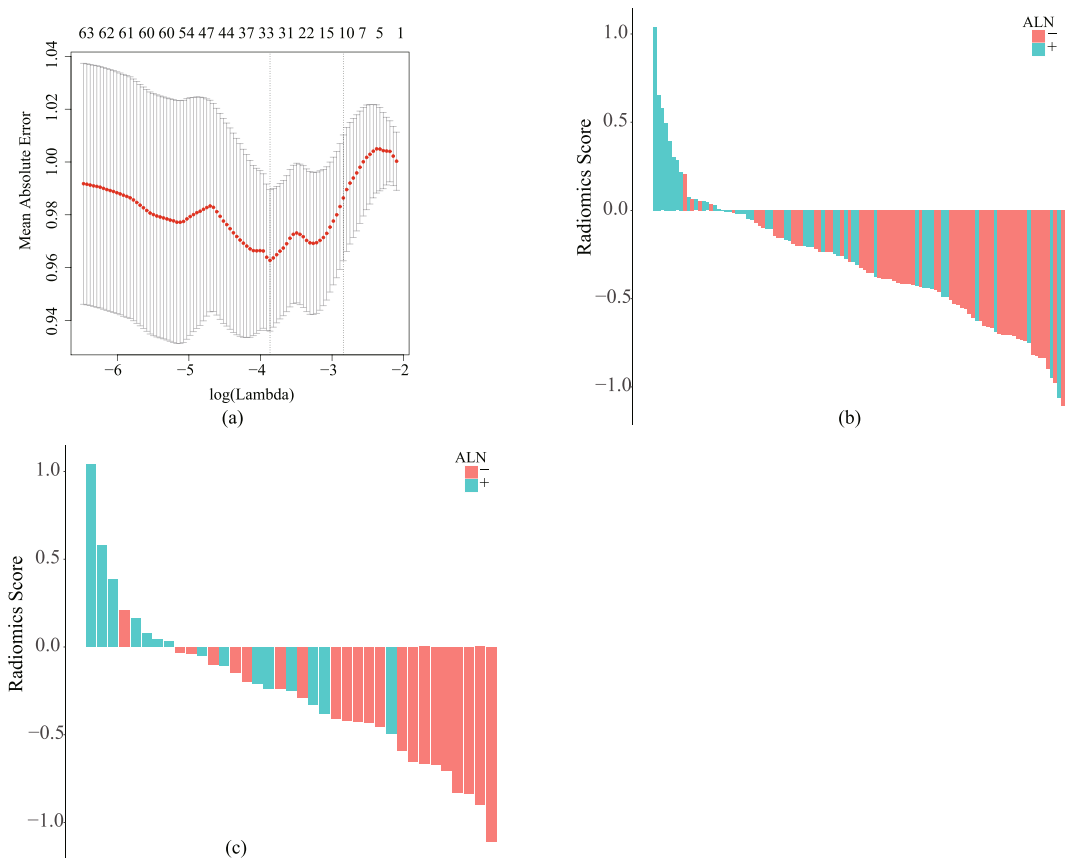 63 62 61 60 60 54 47 44 37 33 31 22 15 10 7 5 1
1.04
1.02
1.00
0.98
0.96
0.94
Mean Absolute Error
−6 −5 −4 −3 −2
log(Lambda)
(a)
ALN
−
+
1.0
0.5
0.0
−0.5
−1.0
Radiomics Score
(b)
ALN
−
+
1.0
0.5
0.0
−0.5
−1.0
Radiomics Score
(c)